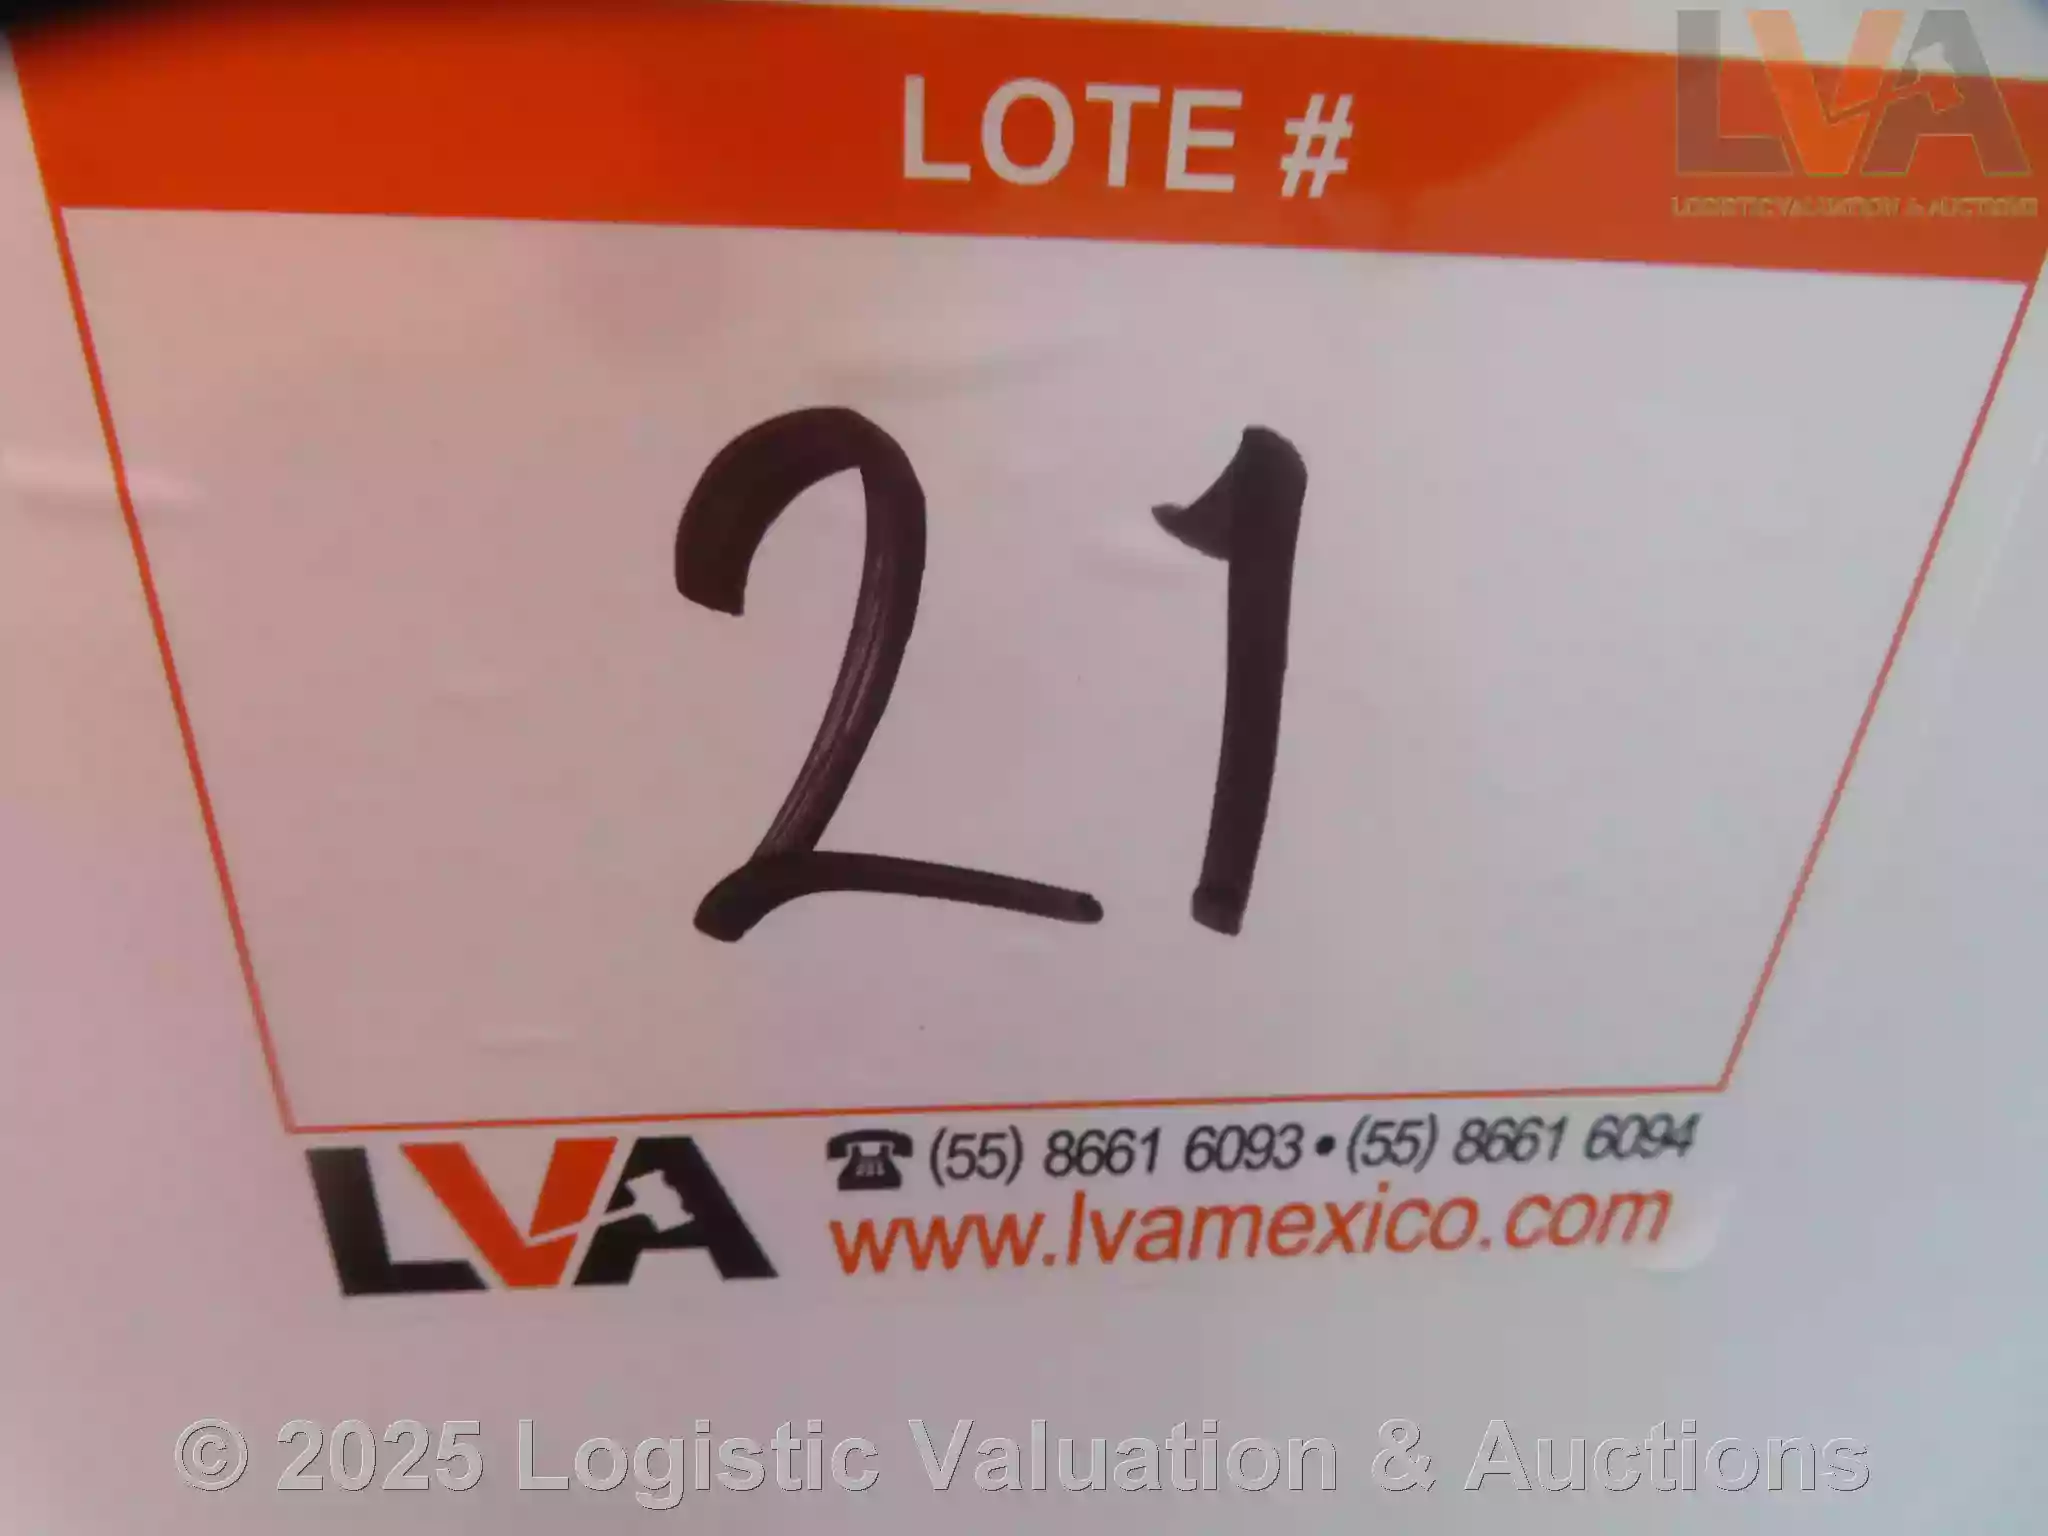 LVA
LOGISTIC VALUATION & AUCTIONS
LOTE #
21
LVA
(55) 8661 6093 • (55) 8661 6094
www.lvamexico.com
© 2025 Logistic Valuation & Auctions